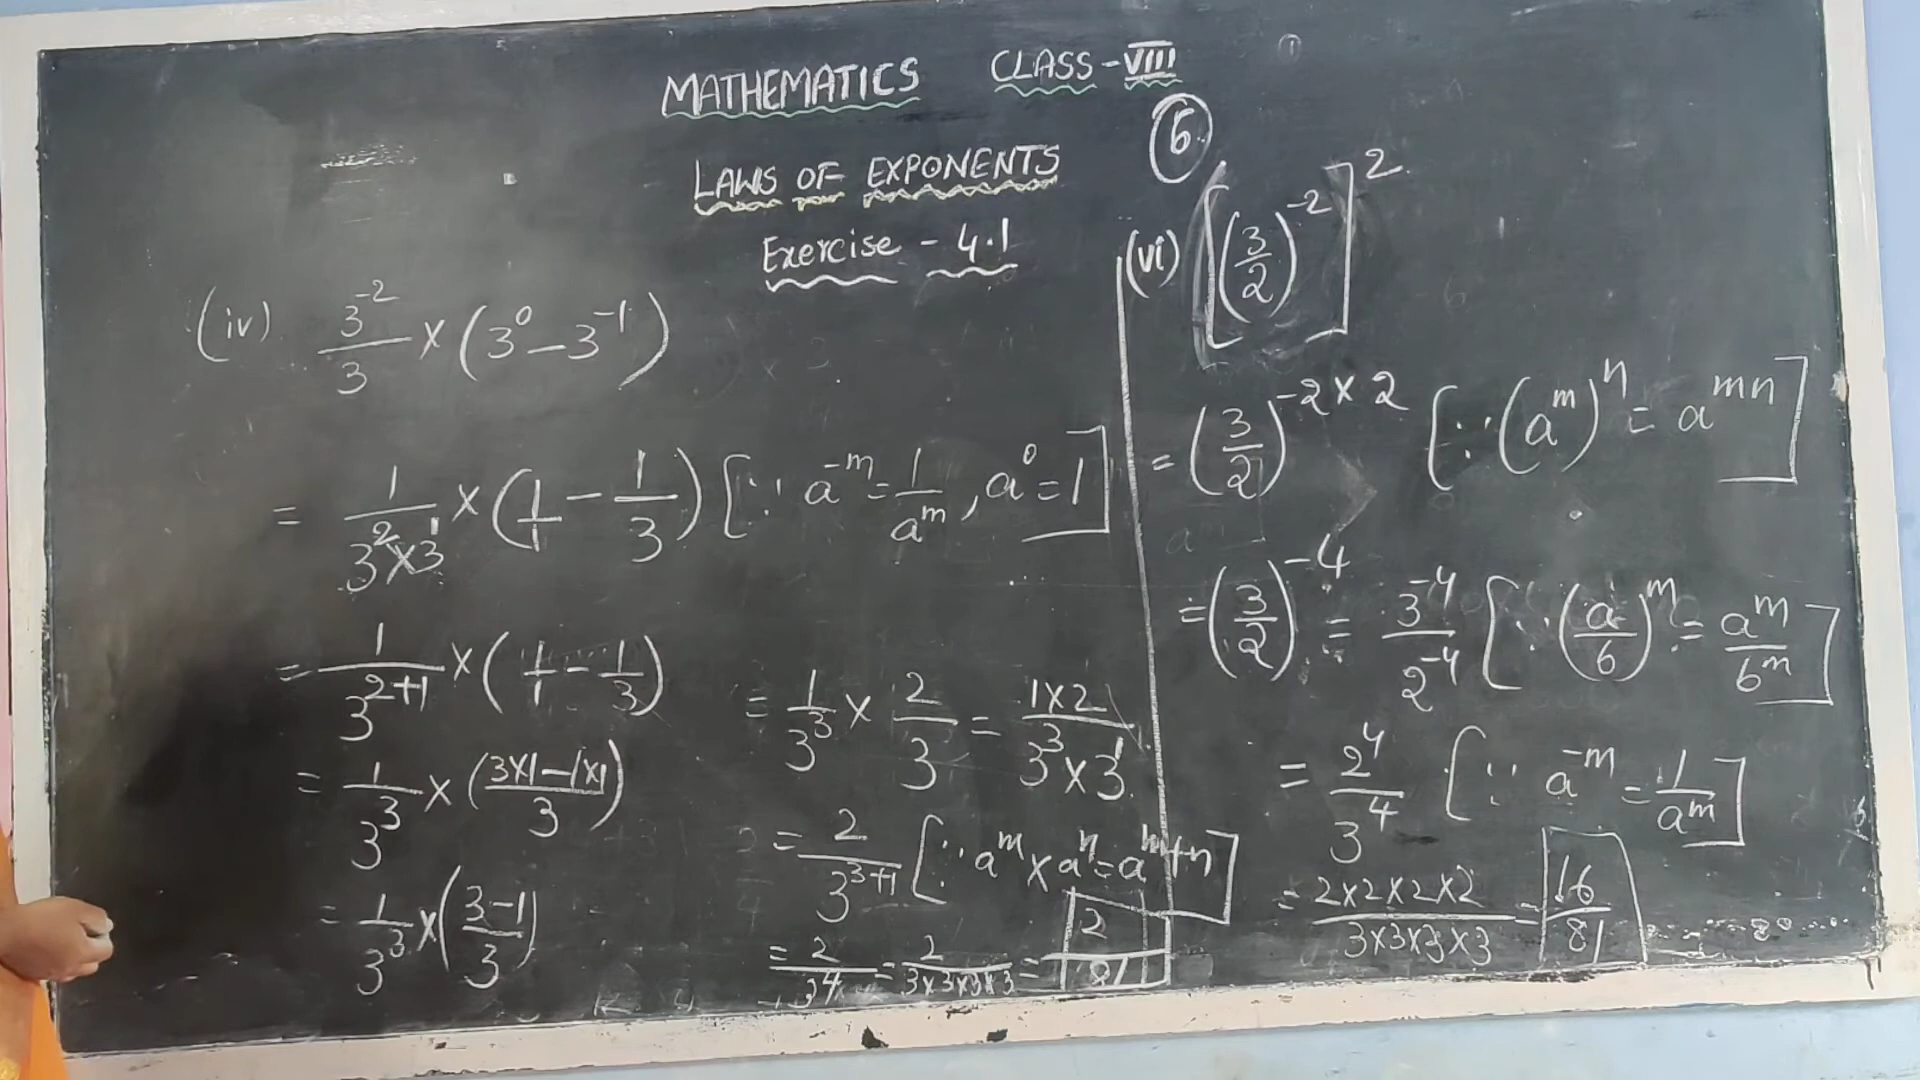 MATHEMATICS CLASS-VIII
LAWS OF EXPONENTS
Exercise - 4.1
(iv) 3^-2/3 × (3^0 - 3^-1)
= 1/(3^2×3^1) × (1/1 - 1/3) [∵ a^-m = 1/a^m, a^0 = 1]
= 1/3^(2+1) × (1/1 - 1/3)
= 1/3^3 × ((3×1-1×1)/3)
= 1/3^3 × ((3-1)/3)
= 1/3^3 × 2/3 = (1×2)/(3^3×3^1)
= 2/3^(3+1) [∵ a^m × a^n = a^(m+n)]
= 2/3^4 = 2/(3×3×3×3) = 2/81
6
(vi) [(3/2)^-2]^2
= (3/2)^(-2×2) [∵ (a^m)^n = a^mn]
= (3/2)^-4 = 3^-4/2^-4 [∵ (a/b)^m = a^m/b^m]
= 2^4/3^4 [∵ a^-m = 1/a^m]
= (2×2×2×2)/(3×3×3×3) = 16/81